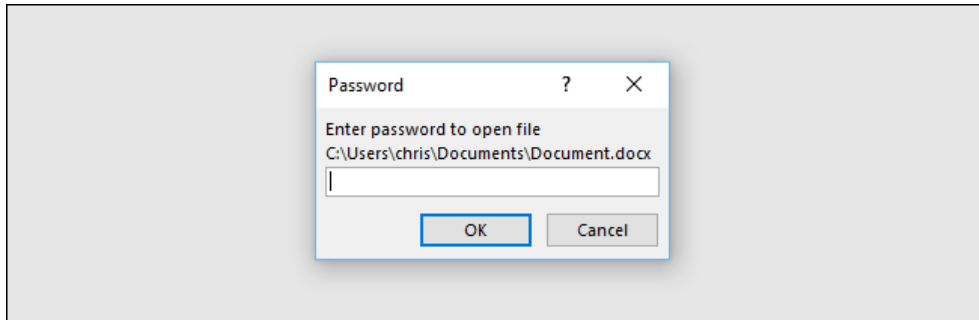 Password ?
Enter password to open file
C:\Users\chris\Documents\Document.docx
OK Cancel